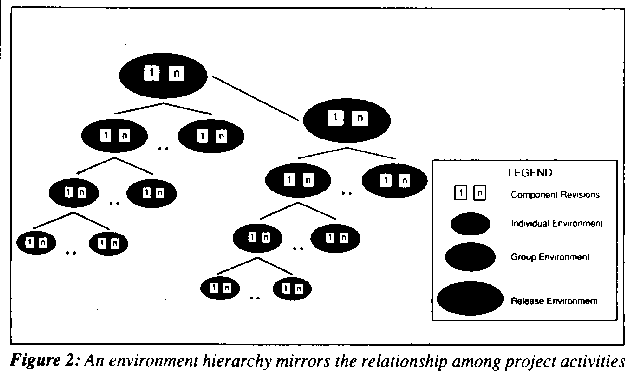 1 n
1 n
1 n .. 1 n
1 n .. 1 n
LEGEND
1 n Component Revisions
1 n .. 1 n
Individual Environment
1 n .. 1 n
Group Environment
1 n .. 1 n
1 n .. 1 n
Release Environment
Figure 2: An environment hierarchy mirrors the relationship among project activities